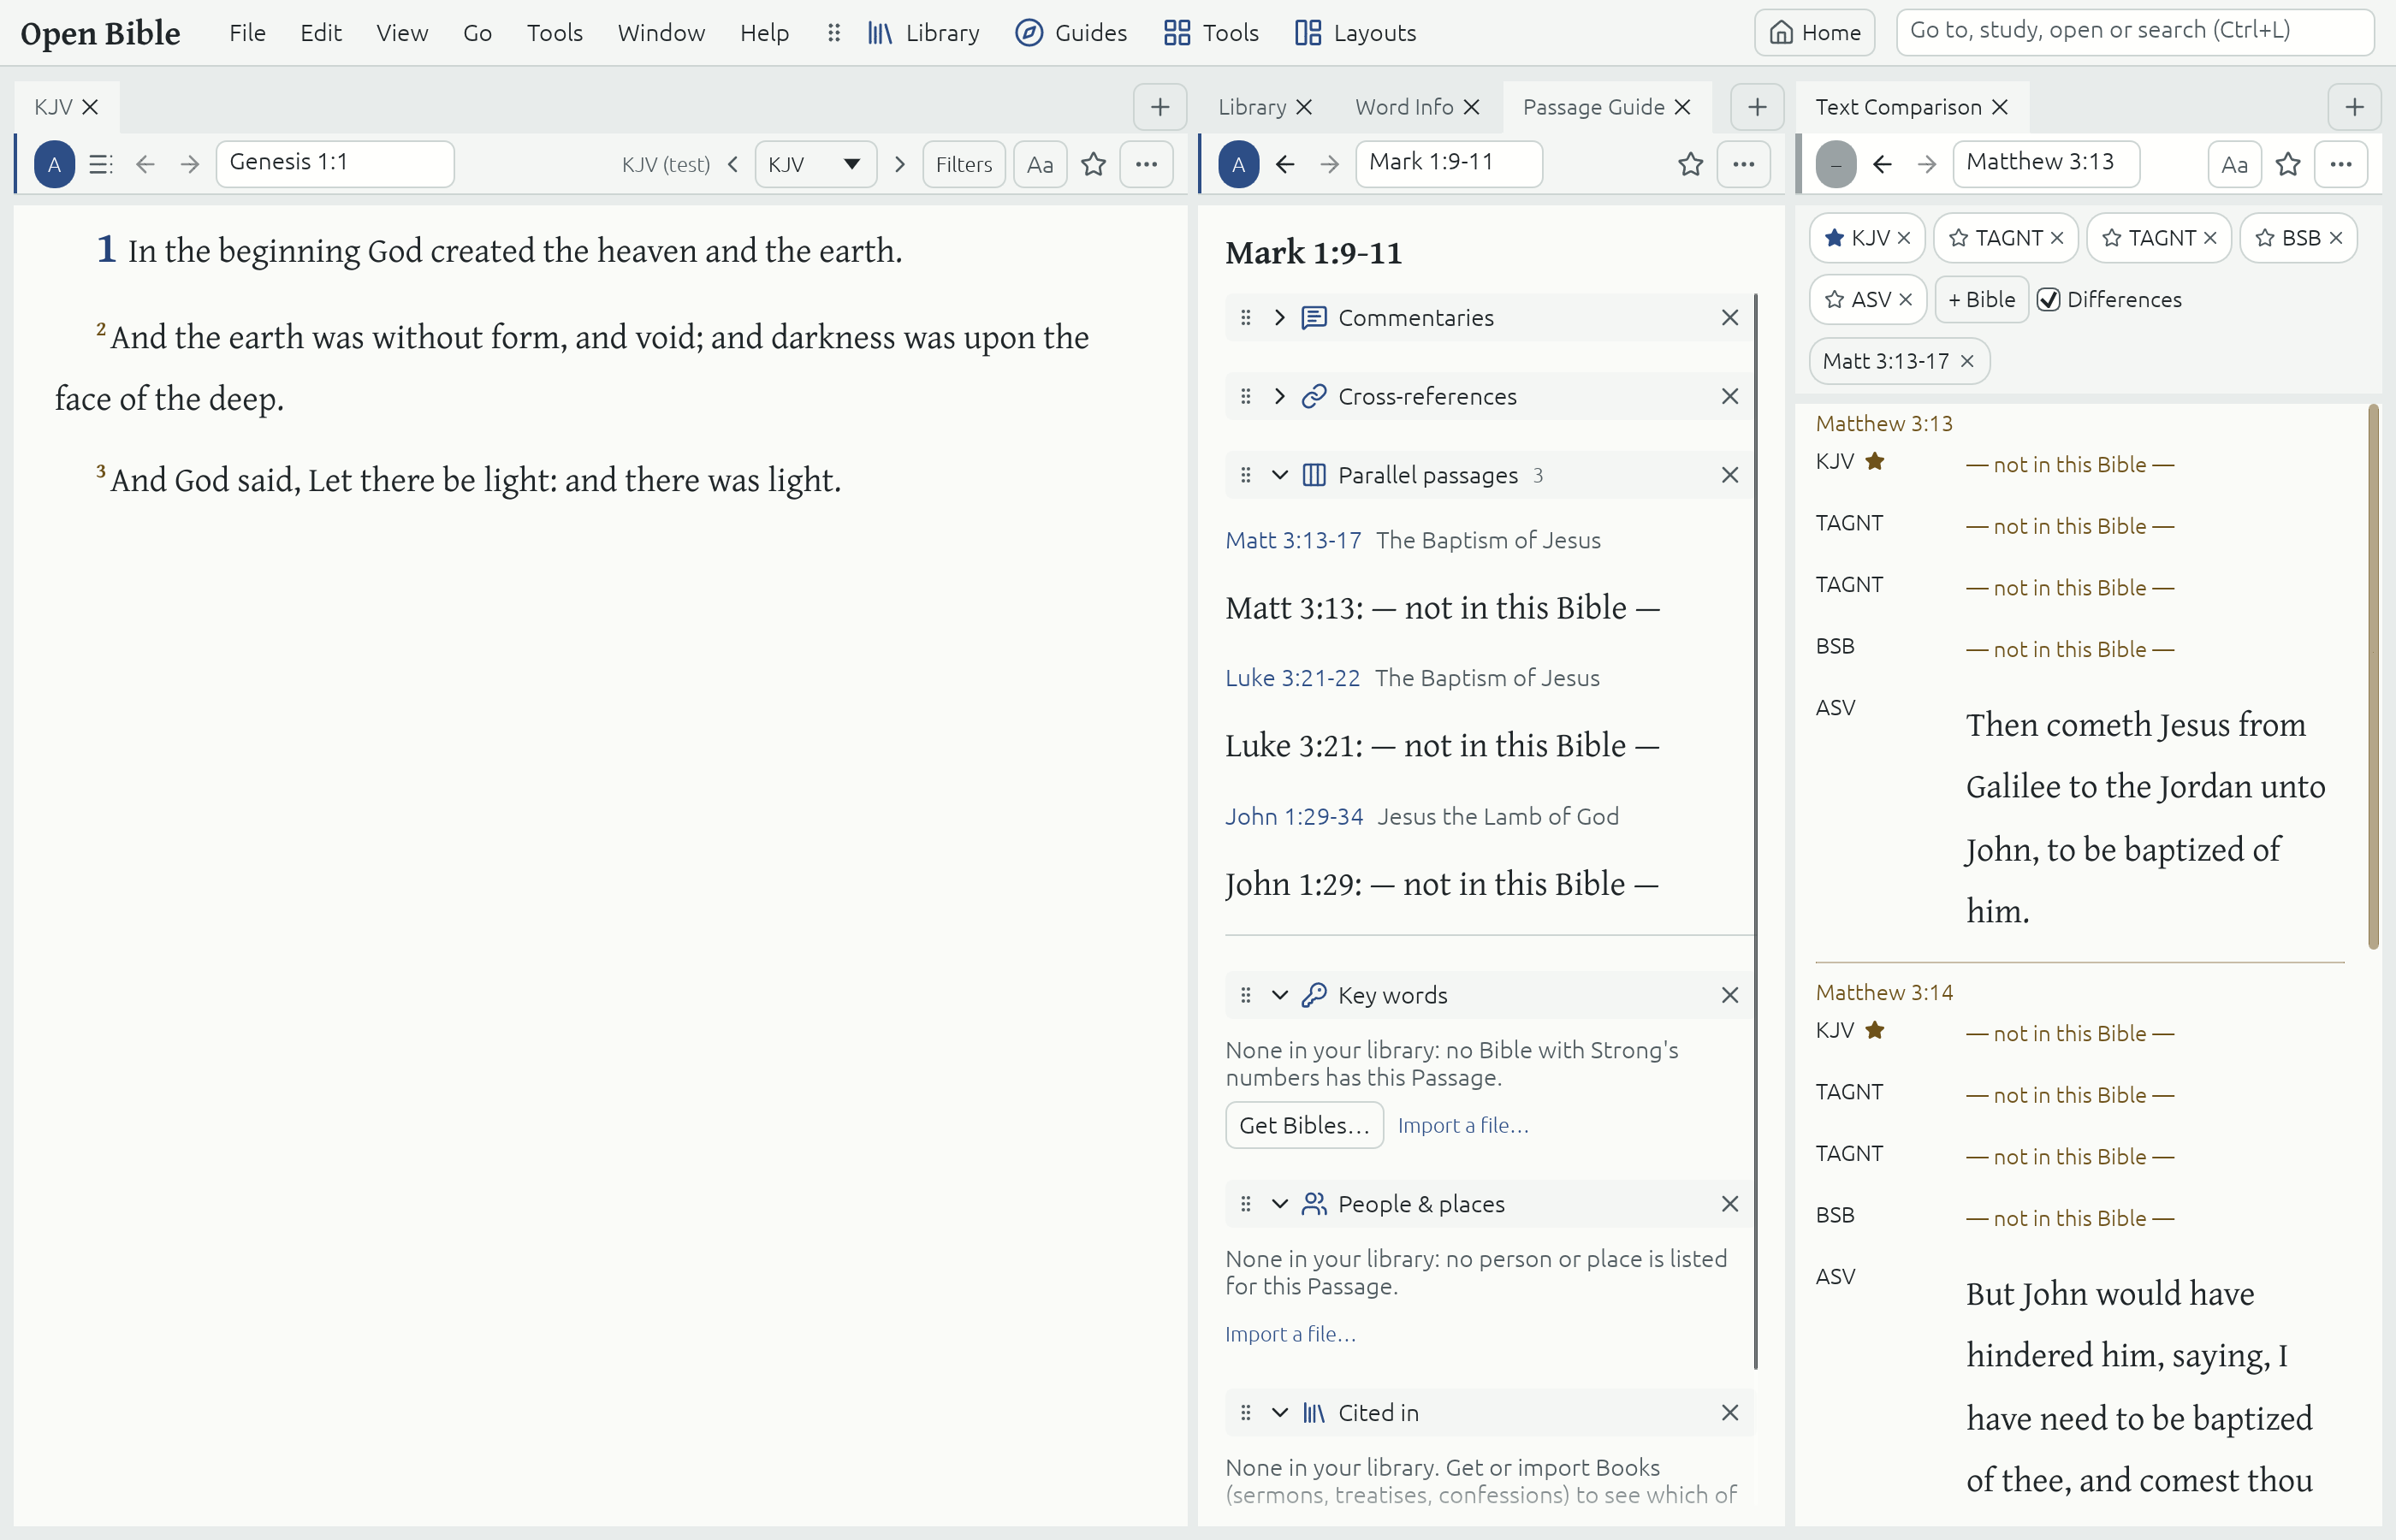 Open Bible File Edit View Go Tools Window Help Library Guides Tools Layouts Home Go to, study, open or search (Ctrl+L)
KJV
A Genesis 1:1 KJV (test) KJV Filters Aa
1 In the beginning God created the heaven and the earth.
2 And the earth was without form, and void; and darkness was upon the
face of the deep.
3 And God said, Let there be light: and there was light.
Library Word Info Passage Guide
A Mark 1:9-11
Mark 1:9-11
Commentaries
Cross-references
Parallel passages 3
Matt 3:13-17 The Baptism of Jesus
Matt 3:13: — not in this Bible —
Luke 3:21-22 The Baptism of Jesus
Luke 3:21: — not in this Bible —
John 1:29-34 Jesus the Lamb of God
John 1:29: — not in this Bible —
Key words
None in your library: no Bible with Strong's
numbers has this Passage.
Get Bibles... Import a file...
People & places
None in your library: no person or place is listed
for this Passage.
Import a file...
Cited in
None in your library. Get or import Books
(sermons, treatises, confessions) to see which of
Text Comparison
Matthew 3:13 Aa
KJV TAGNT TAGNT BSB
ASV + Bible Differences
Matt 3:13-17
Matthew 3:13
KJV — not in this Bible —
TAGNT — not in this Bible —
TAGNT — not in this Bible —
BSB — not in this Bible —
ASV Then cometh Jesus from
Galilee to the Jordan unto
John, to be baptized of
him.
Matthew 3:14
KJV — not in this Bible —
TAGNT — not in this Bible —
TAGNT — not in this Bible —
BSB — not in this Bible —
ASV But John would have
hindered him, saying, I
have need to be baptized
of thee, and comest thou